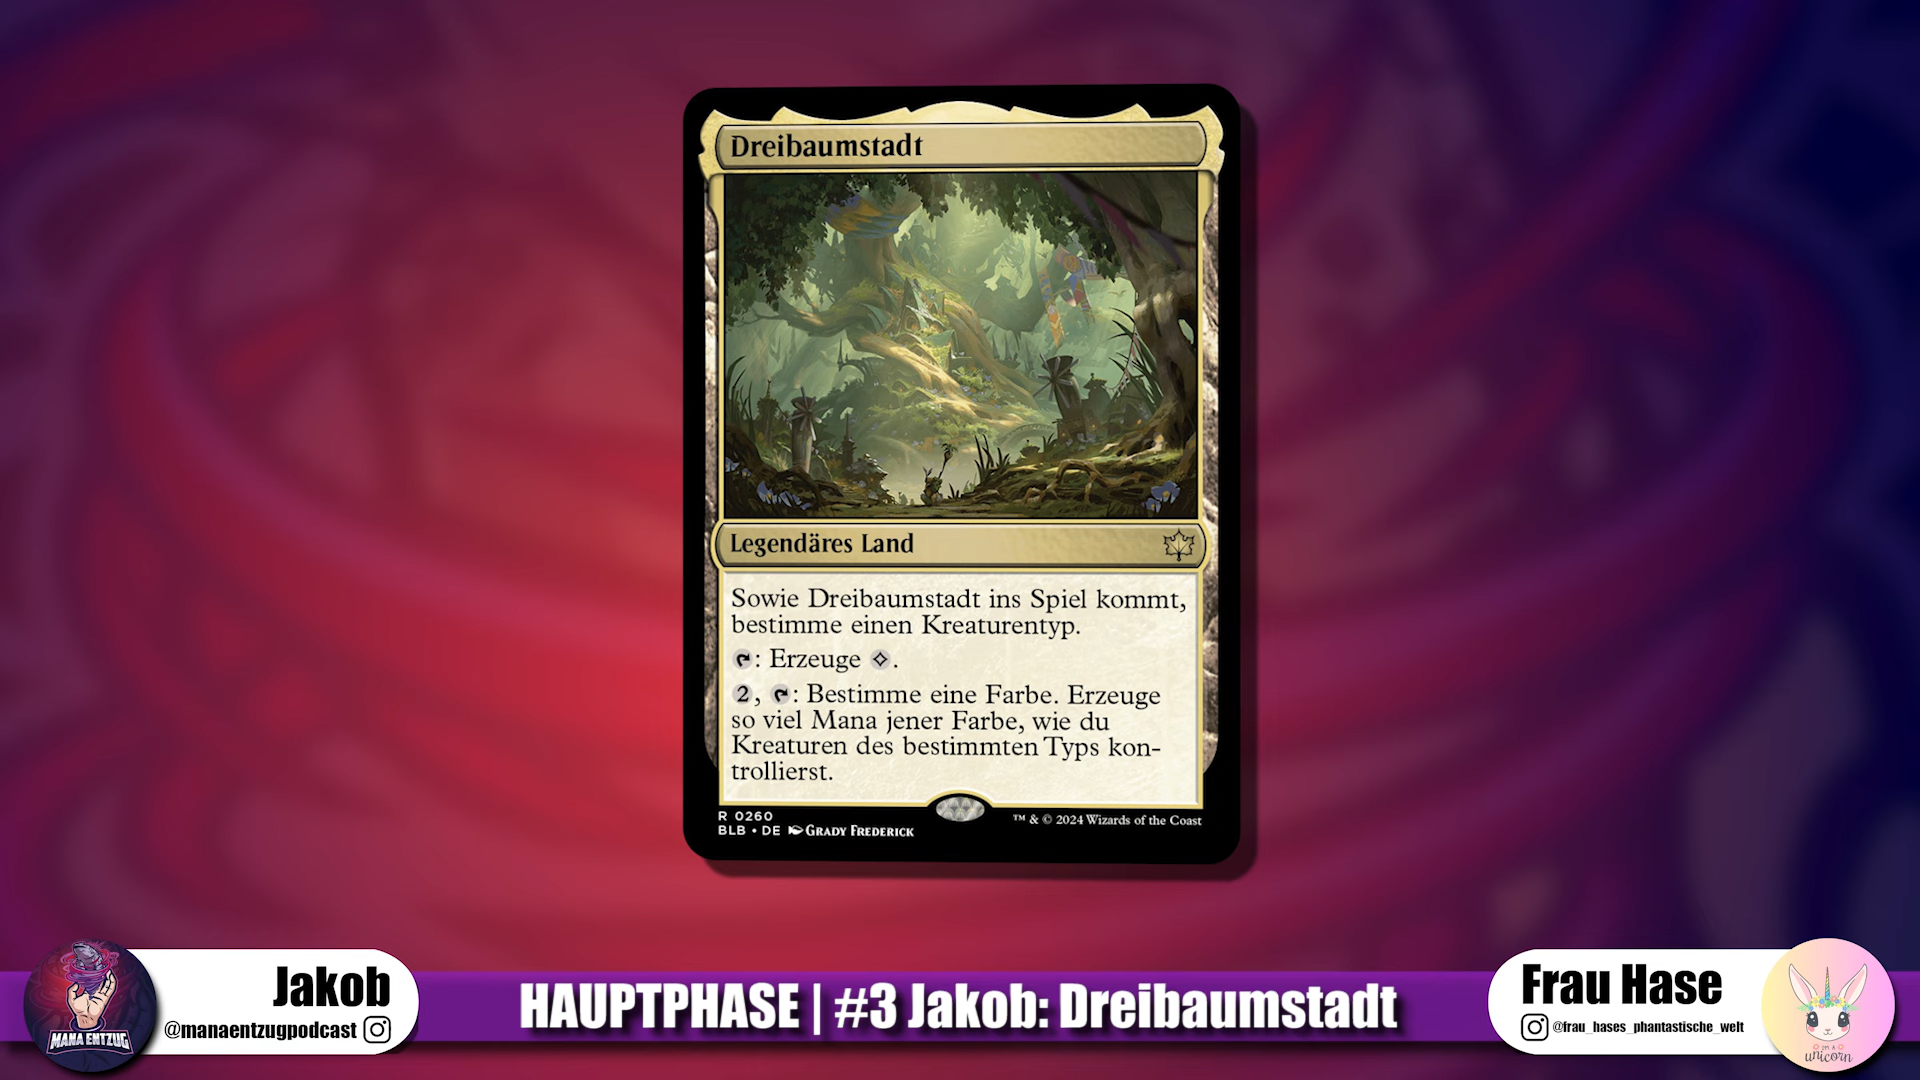 Dreibaumstadt
Legendäres Land
Sowie Dreibaumstadt ins Spiel kommt,
bestimme einen Kreaturentyp.
: Erzeuge .
2, : Bestimme eine Farbe. Erzeuge
so viel Mana jener Farbe, wie du
Kreaturen des bestimmten Typs kon-
trollierst.
R 0260
BLB • DE GRADY FREDERICK
™ & © 2024 Wizards of the Coast
MANA ENTZUG
Jakob
@manaentzugpodcast
HAUPTPHASE | #3 Jakob: Dreibaumstadt
Frau Hase
@frau_hases_phantastische_welt
I'm a
unicorn